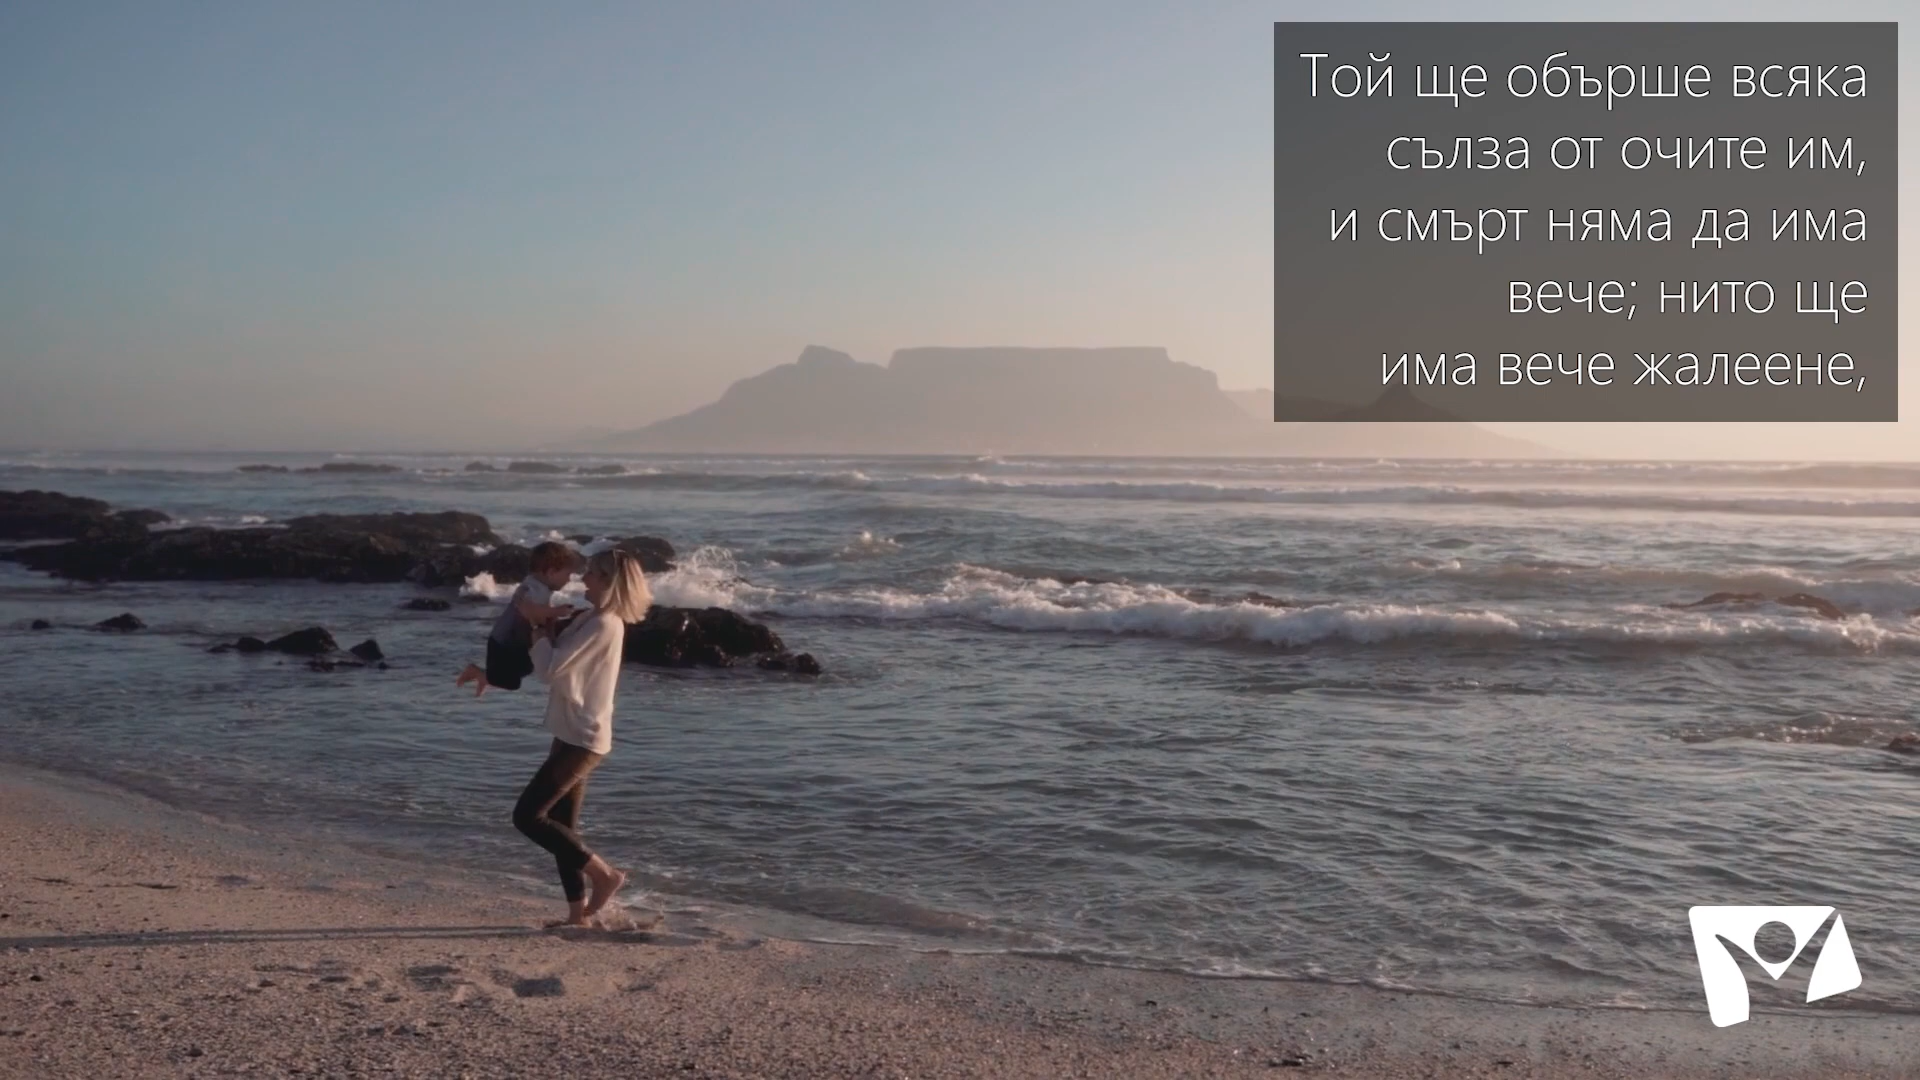 Той ще обърше всяка
сълза от очите им,
и смърт няма да има
вече; нито ще
има вече жалеене,